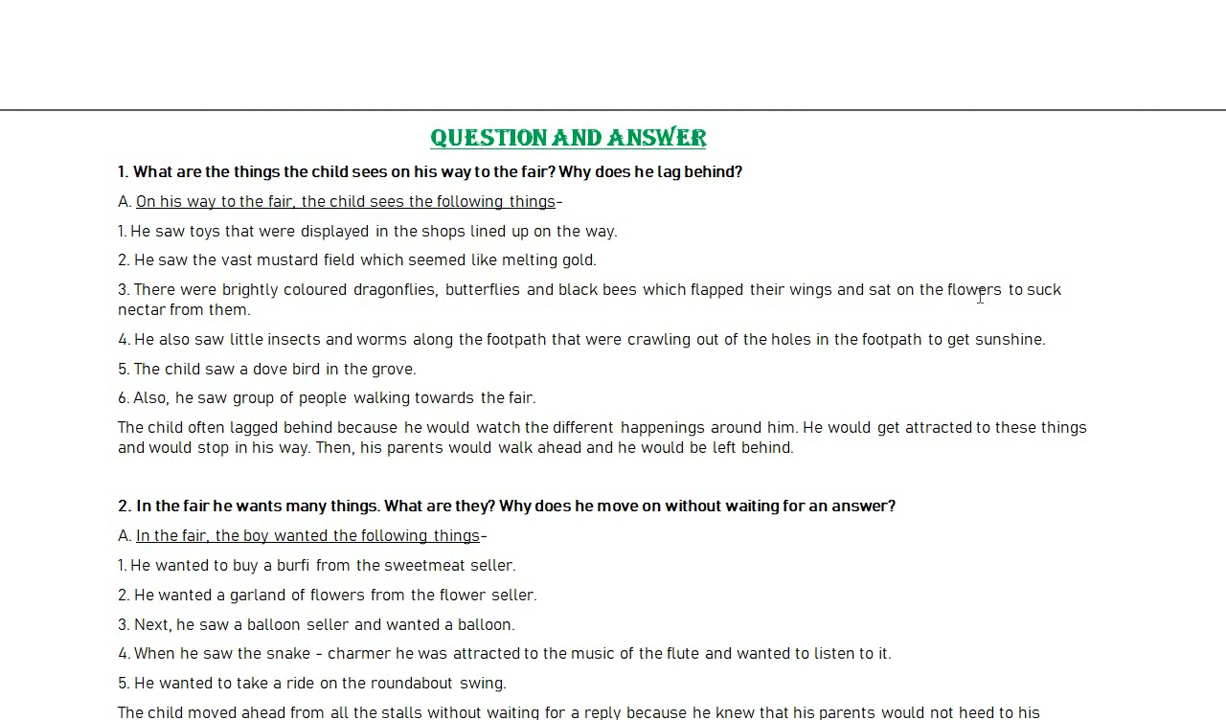 QUESTION AND ANSWER
1. What are the things the child sees on his way to the fair? Why does he lag behind?
A. On his way to the fair, the child sees the following things-
1. He saw toys that were displayed in the shops lined up on the way.
2. He saw the vast mustard field which seemed like melting gold.
3. There were brightly coloured dragonflies, butterflies and black bees which flapped their wings and sat on the flowers to suck
nectar from them.
4. He also saw little insects and worms along the footpath that were crawling out of the holes in the footpath to get sunshine.
5. The child saw a dove bird in the grove.
6. Also, he saw group of people walking towards the fair.
The child often lagged behind because he would watch the different happenings around him. He would get attracted to these things
and would stop in his way. Then, his parents would walk ahead and he would be left behind.
2. In the fair he wants many things. What are they? Why does he move on without waiting for an answer?
A. In the fair, the boy wanted the following things-
1. He wanted to buy a burfi from the sweetmeat seller.
2. He wanted a garland of flowers from the flower seller.
3. Next, he saw a balloon seller and wanted a balloon.
4. When he saw the snake - charmer he was attracted to the music of the flute and wanted to listen to it.
5. He wanted to take a ride on the roundabout swing.
The child moved ahead from all the stalls without waiting for a reply because he knew that his parents would not heed to his